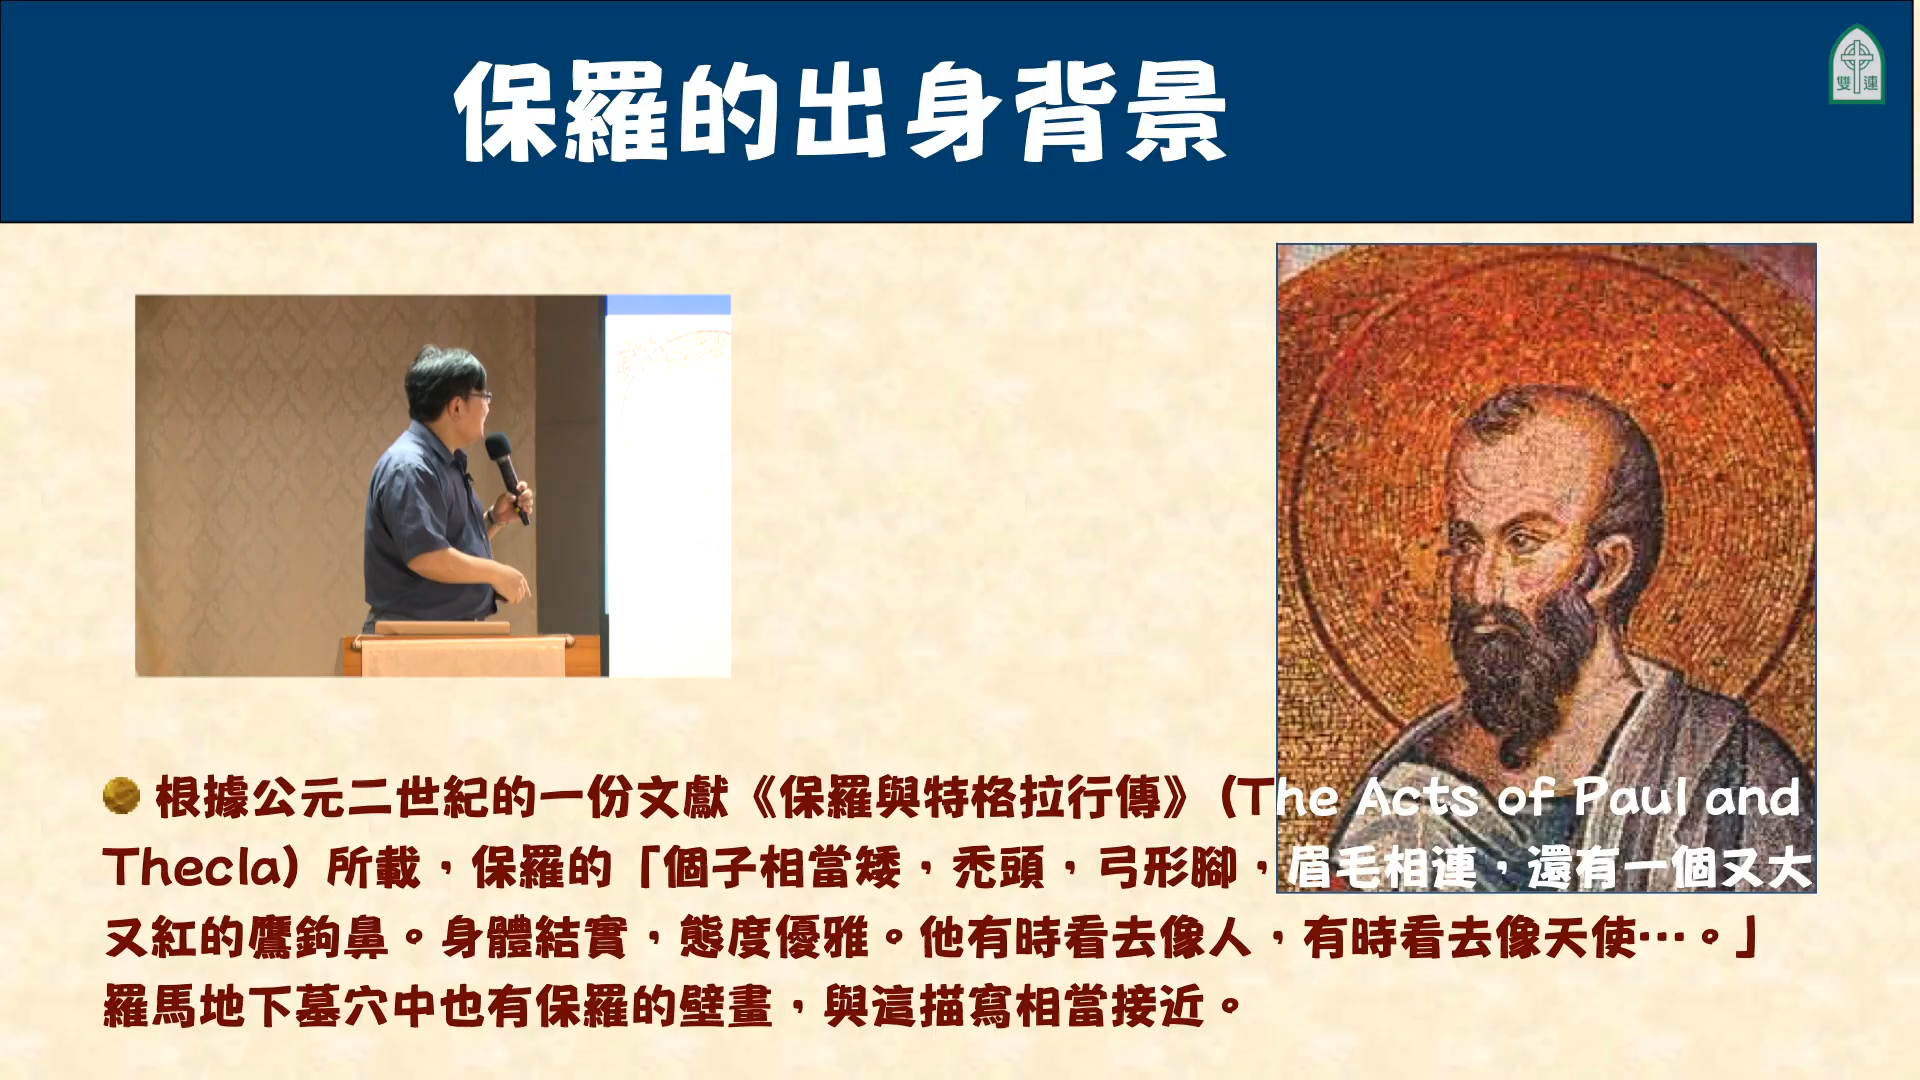 保羅的出身背景
雙 連
根據公元二世紀的一份文獻《保羅與特格拉行傳》 (The Acts of Paul and
Thecla) 所載，保羅的「個子相當矮，禿頭，弓形腳，眉毛相連，還有一個又大
又紅的鷹鉤鼻。身體結實，態度優雅。他有時看去像人，有時看去像天使…。」
羅馬地下墓穴中也有保羅的壁畫，與這描寫相當接近。